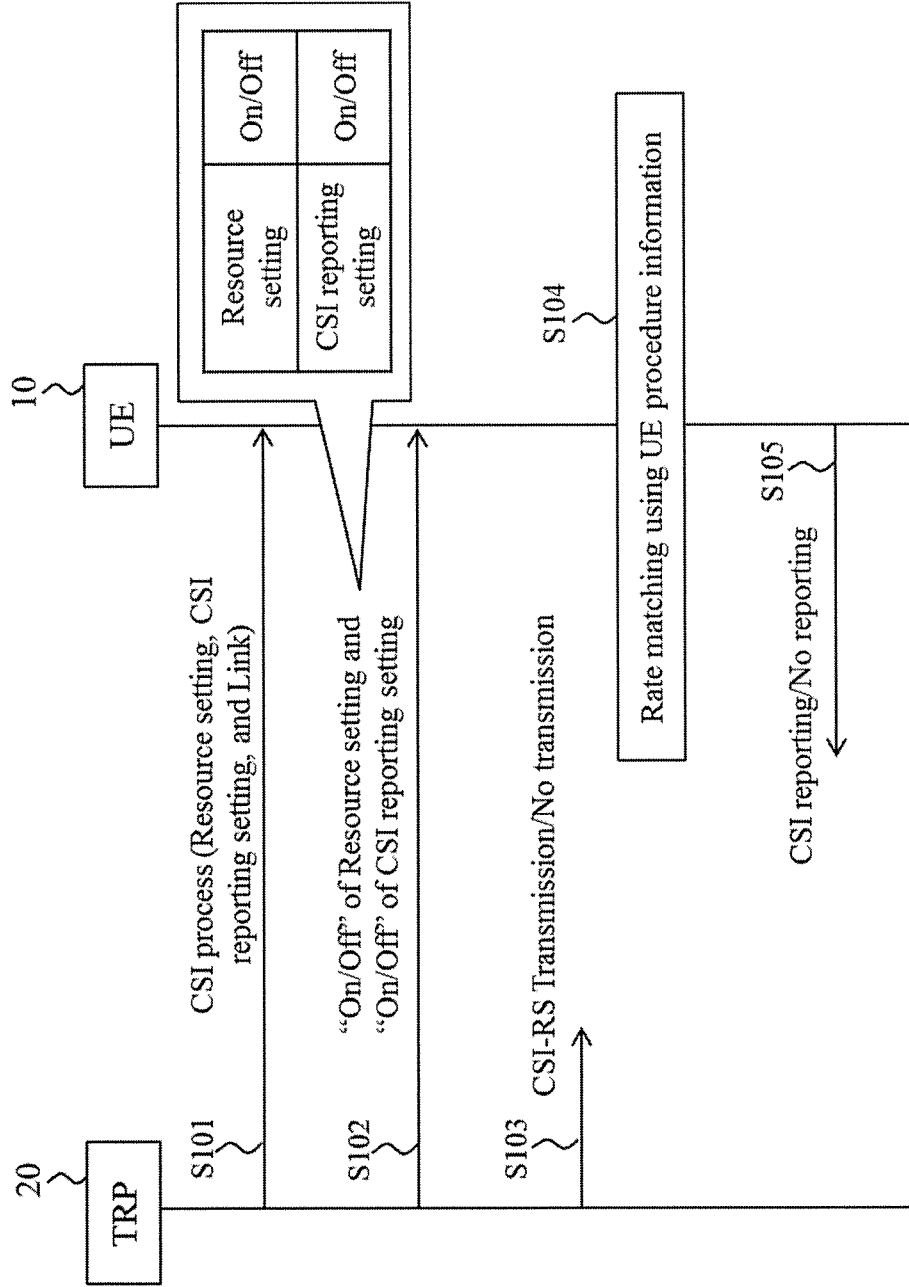 20
TRP
10
UE
S101
CSI process (Resource setting, CSI
reporting setting, and Link)
Resource
setting
On/Off
CSI reporting
setting
On/Off
S102
“On/Off” of Resource setting and
“On/Off” of CSI reporting setting
S103
CSI-RS Transmission/No transmission
S104
Rate matching using UE procedure information
S105
CSI reporting/No reporting